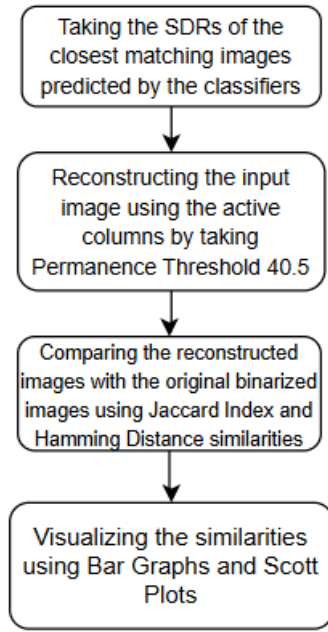 Taking the SDRs of the
closest matching images
predicted by the classifiers
Reconstructing the input
image using the active
columns by taking
Permanence Threshold 40.5
Comparing the reconstructed
images with the original binarized
images using Jaccard Index and
Hamming Distance similarities
Visualizing the similarities
using Bar Graphs and Scott
Plots